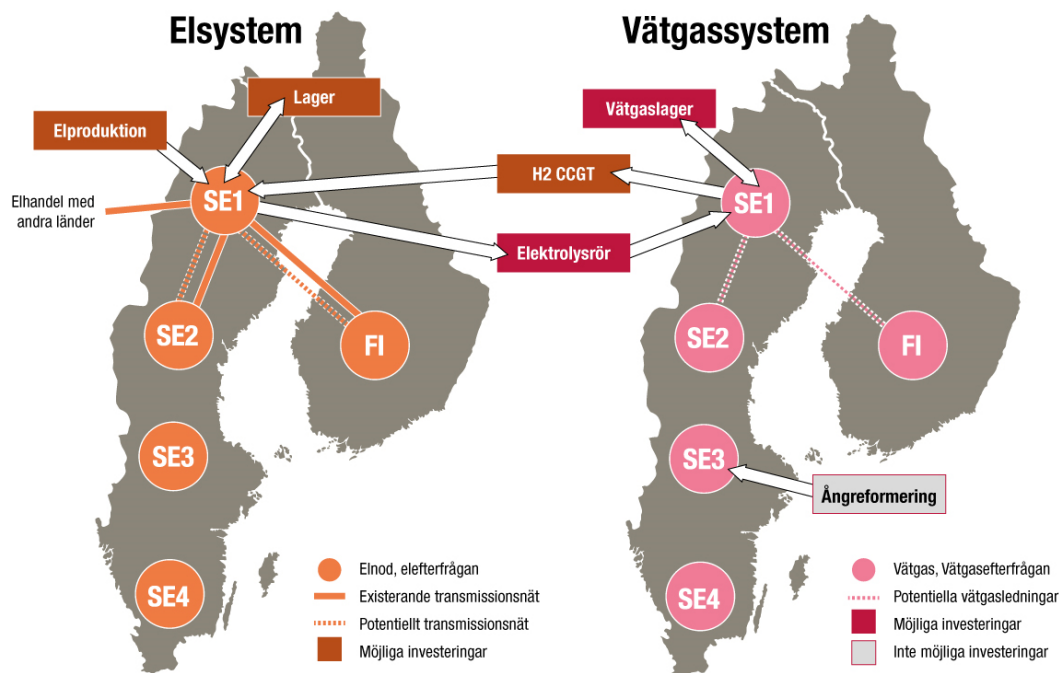 Elsystem
Vätgassystem
Lager
Vätgaslager
Elproduktion
H2 CCGT
Elhandel med
andra länder
SE1
SE1
Elektrolysrör
SE2
FI
SE2
FI
SE3
SE3
Ångreformering
SE4
SE4
Elnod, elefterfrågan
Existerande transmissionsnät
Potentiellt transmissionsnät
Möjliga investeringar
Vätgas, Vätgasefterfrågan
Potentiella vätgasledningar
Möjliga investeringar
Inte möjliga investeringar